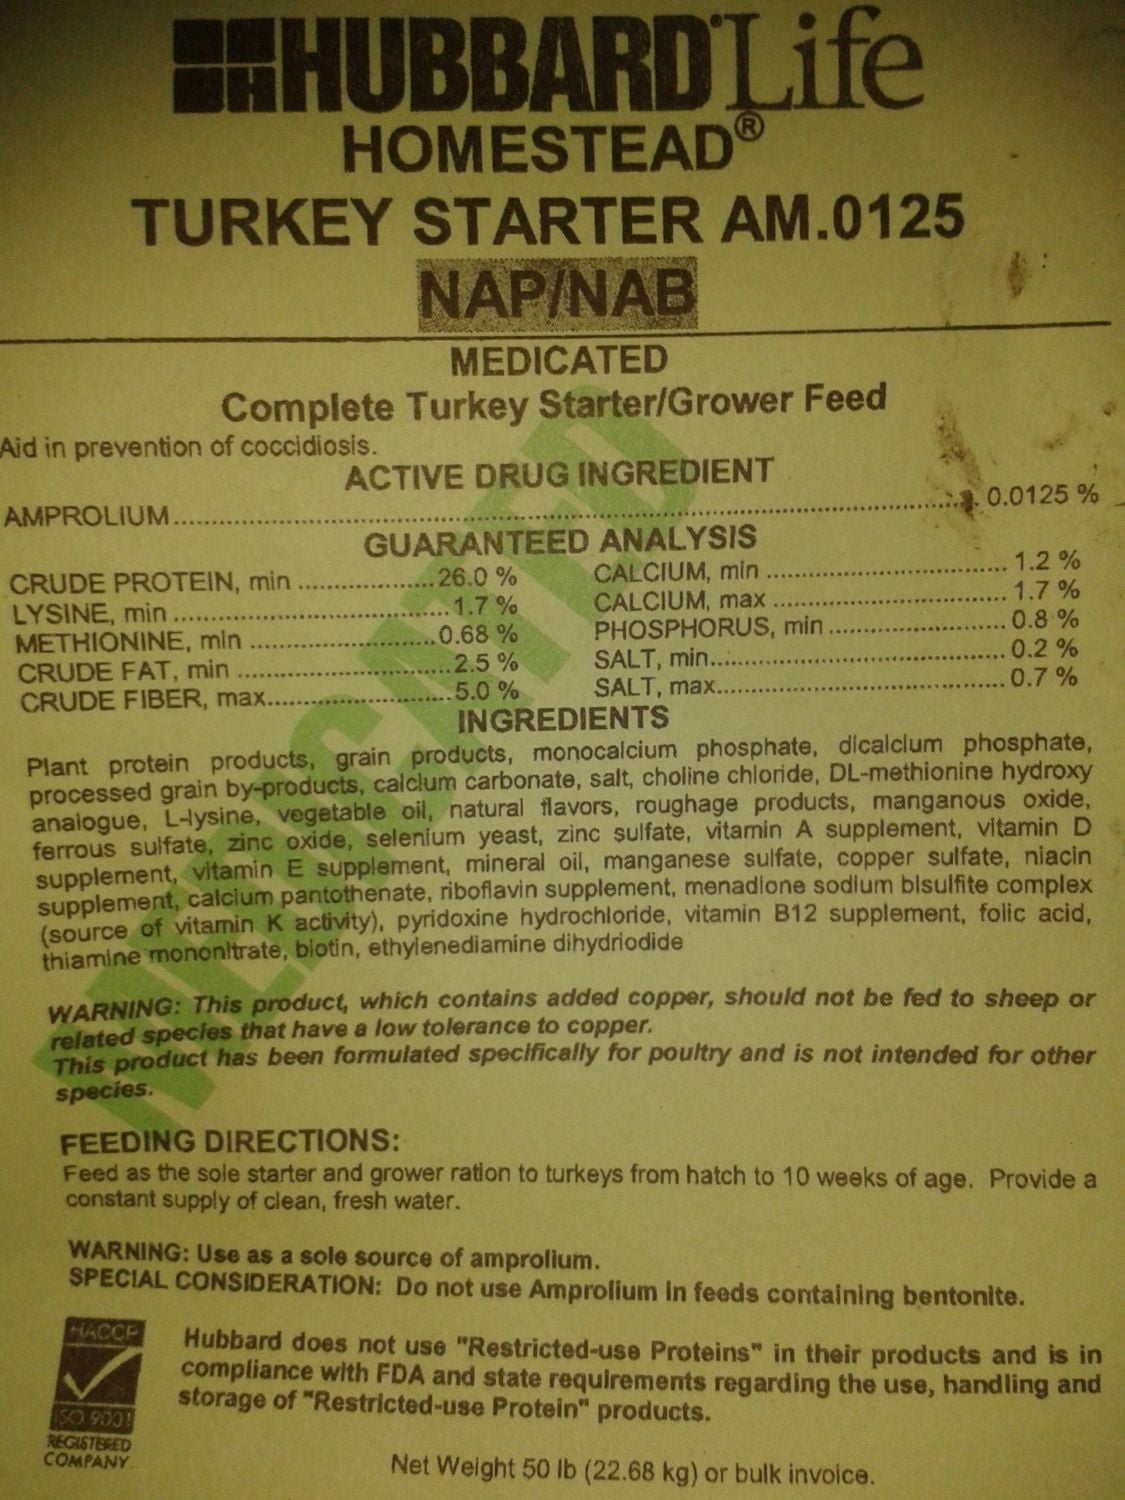 HUBBARD Life
HOMESTEAD®
TURKEY STARTER AM.0125
NAP/NAB
MEDICATED
Complete Turkey Starter/Grower Feed
Aid in prevention of coccidiosis.
ACTIVE DRUG INGREDIENT
AMPROLIUM........................................................................................ 0.0125 %
GUARANTEED ANALYSIS
CRUDE PROTEIN, min .................. 26.0 %
LYSINE, min ..................................... 1.7 %
METHIONINE, min ......................... 0.68 %
CRUDE FAT, min ............................ 2.5 %
CRUDE FIBER, max........................ 5.0 %
CALCIUM, min ................................ 1.2 %
CALCIUM, max ............................... 1.7 %
PHOSPHORUS, min ....................... 0.8 %
SALT, min....................................... 0.2 %
SALT, max...................................... 0.7 %
INGREDIENTS
Plant protein products, grain products, monocalcium phosphate, dicalcium phosphate,
processed grain by-products, calcium carbonate, salt, choline chloride, DL-methionine hydroxy
analogue, L-lysine, vegetable oil, natural flavors, roughage products, manganous oxide,
ferrous sulfate, zinc oxide, selenium yeast, zinc sulfate, vitamin A supplement, vitamin D
supplement, vitamin E supplement, mineral oil, manganese sulfate, copper sulfate, niacin
supplement, calcium pantothenate, riboflavin supplement, menadione sodium bisulfite complex
(source of vitamin K activity), pyridoxine hydrochloride, vitamin B12 supplement, folic acid,
thiamine mononitrate, biotin, ethylenediamine dihydriodide
WARNING: This product, which contains added copper, should not be fed to sheep or
related species that have a low tolerance to copper.
This product has been formulated specifically for poultry and is not intended for other
species.
FEEDING DIRECTIONS:
Feed as the sole starter and grower ration to turkeys from hatch to 10 weeks of age. Provide a
constant supply of clean, fresh water.
WARNING: Use as a sole source of amprolium.
SPECIAL CONSIDERATION: Do not use Amprolium in feeds containing bentonite.
HACCP
ISO 9001
REGISTERED
COMPANY
Hubbard does not use "Restricted-use Proteins" in their products and is in
compliance with FDA and state requirements regarding the use, handling and
storage of "Restricted-use Protein" products.
Net Weight 50 lb (22.68 kg) or bulk invoice.
MEDICATED